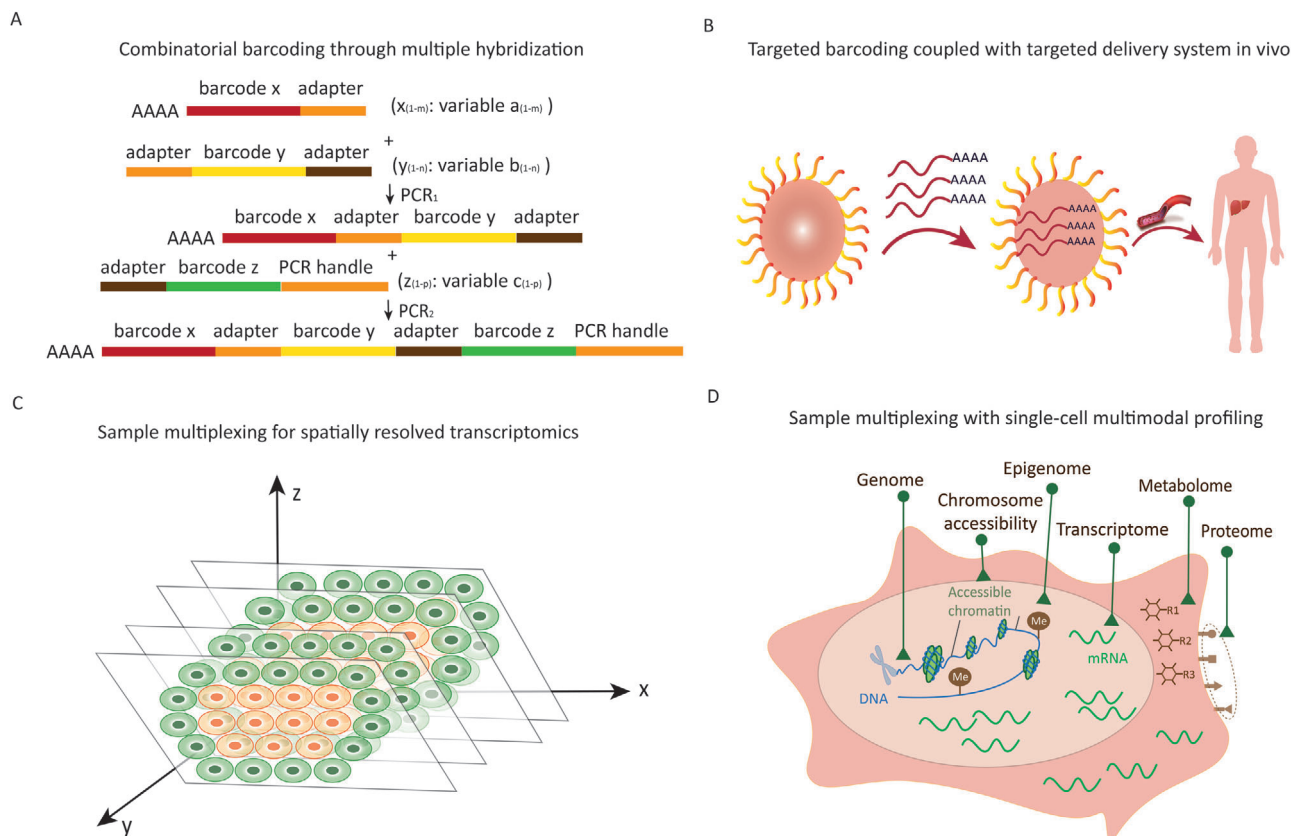 A
Combinatorial barcoding through multiple hybridization
barcode x adapter
AAAA (x(1-m): variable a(1-m))
+
adapter barcode y adapter
(y(1-n): variable b(1-n))
PCR1
barcode x adapter barcode y adapter
AAAA
+
adapter barcode z PCR handle
(z(1-p): variable c(1-p) )
PCR2
barcode x adapter barcode y adapter barcode z PCR handle
AAAA
B
Targeted barcoding coupled with targeted delivery system in vivo
AAAA
AAAA
AAAA
AAAA
AAAA
AAAA
C
Sample multiplexing for spatially resolved transcriptomics
z
x
y
D
Sample multiplexing with single-cell multimodal profiling
Genome
Chromosome
accessibility
Epigenome
Transcriptome
Metabolome
Proteome
Accessible
chromatin
Me
Me
DNA
mRNA
R1
R2
R3